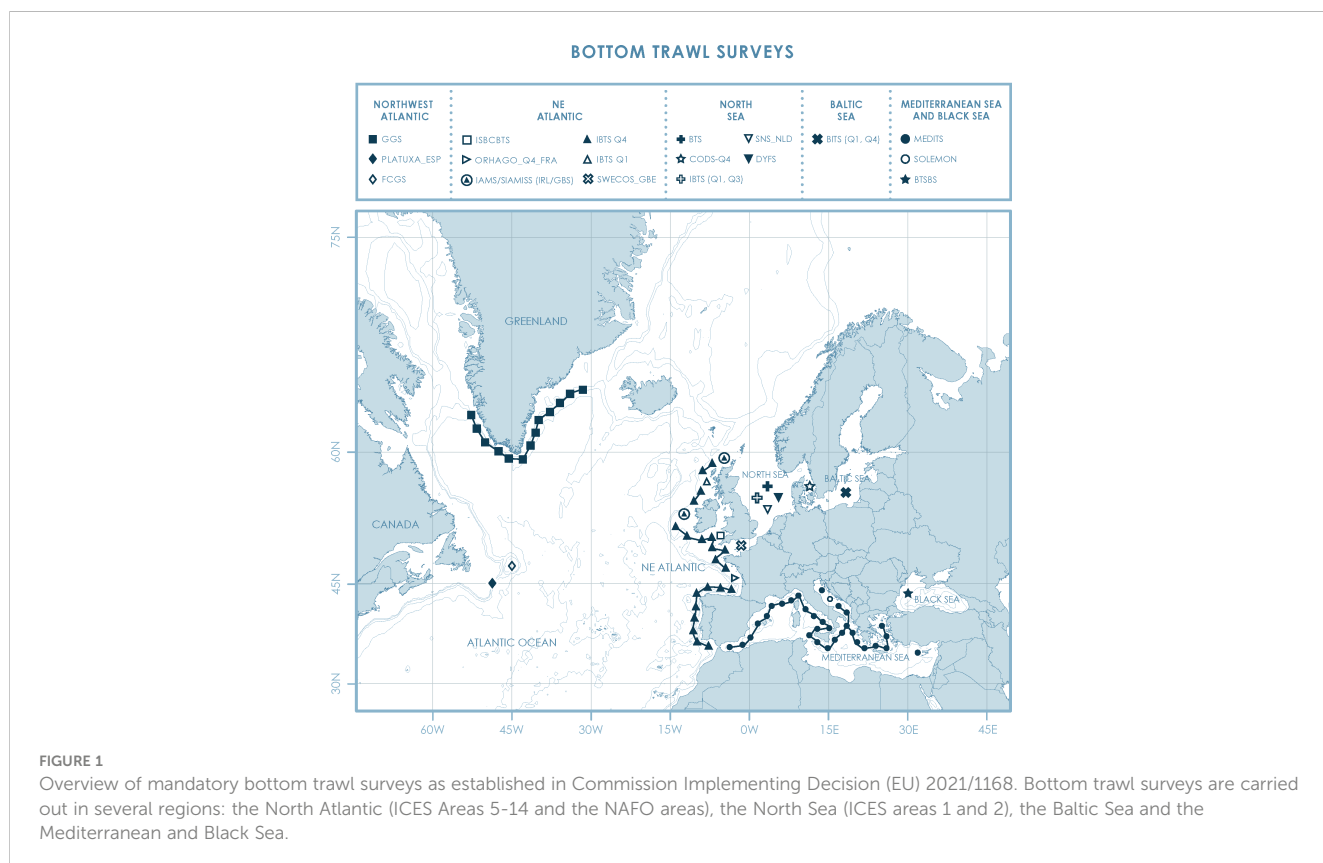 BOTTOM TRAWL SURVEYS
NORTHWEST
ATLANTIC
GGS
PLATUXA_ESP
FCGS
NE
ATLANTIC
ISBCBTS
ORHAGO_Q4_FRA
IAMS/SIAMISS (IRL/GBS)
IBTS Q4
IBTS Q1
SWECOS_GBE
NORTH
SEA
BTS
CODS-Q4
IBTS (Q1, Q3)
SNS_NLD
DYFS
BALTIC
SEA
BITS (Q1, Q4)
MEDITERRANEAN SEA
AND BLACK SEA
MEDITS
SOLEMON
BTSBS
75N
60N
45N
30N
GREENLAND
CANADA
NORTH SEA
BALTIC SEA
NE ATLANTIC
BLACK SEA
ATLANTIC OCEAN
MEDITERRANEAN SEA
60W
45W
30W
15W
0W
15E
30E
45E
FIGURE 1
Overview of mandatory bottom trawl surveys as established in Commission Implementing Decision (EU) 2021/1168. Bottom trawl surveys are carried
out in several regions: the North Atlantic (ICES Areas 5-14 and the NAFO areas), the North Sea (ICES areas 1 and 2), the Baltic Sea and the
Mediterranean and Black Sea.